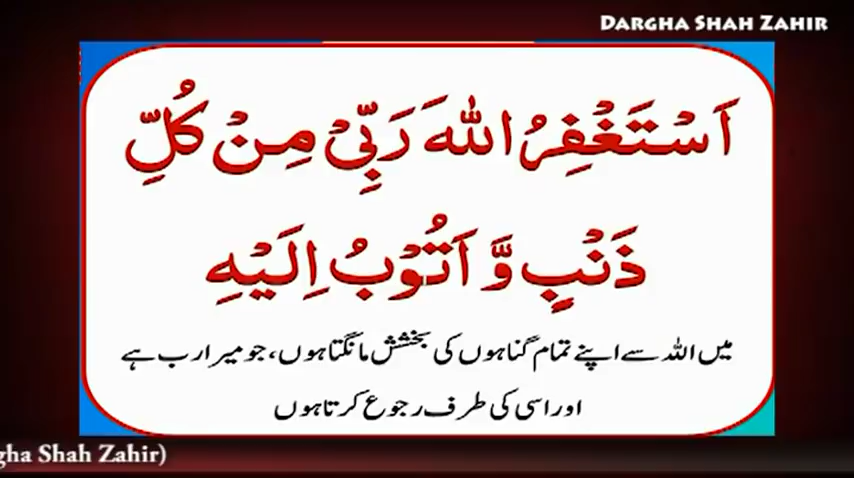 DARGHA SHAH ZAHIR
اَسْتَغْفِرُ اللهَ رَبِّیْ مِنْ کُلِّ
ذَنْبٍ وَّ اَتُوْبُ اِلَیْهِ
میں اللہ سے اپنے تمام گناہوں کی بخشش مانگتا ہوں، جو میرا رب ہے
اور اسی کی طرف رجوع کرتا ہوں
gha Shah Zahir)